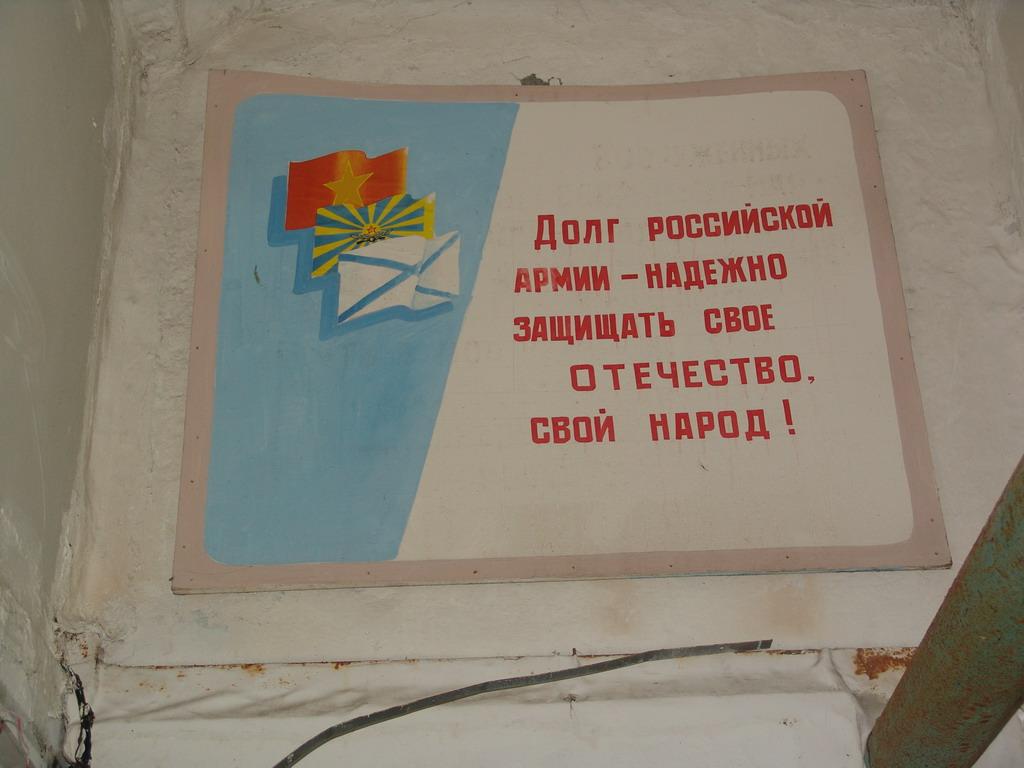 Долг РОССИЙСКОЙ
АРМИИ – НАДЕЖНО
ЗАЩИЩАТЬ СВОЕ
ОТЕЧЕСТВО,
СВОЙ НАРОД!